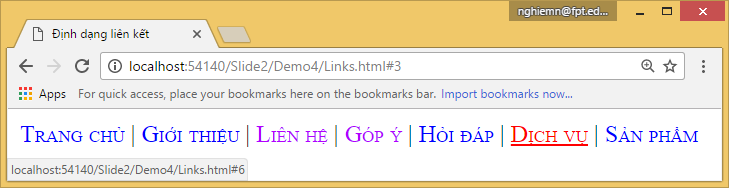 nghiemn@fpt.ed...
Định dạng liên kết
localhost:54140/Slide2/Demo4/Links.html#3
Apps For quick access, place your bookmarks here on the bookmarks bar. Import bookmarks now...
Trang chủ | Giới thiệu | Liên hệ | Góp ý | Hỏi đáp | Dịch vụ | Sản phẩm
localhost:54140/Slide2/Demo4/Links.html#6